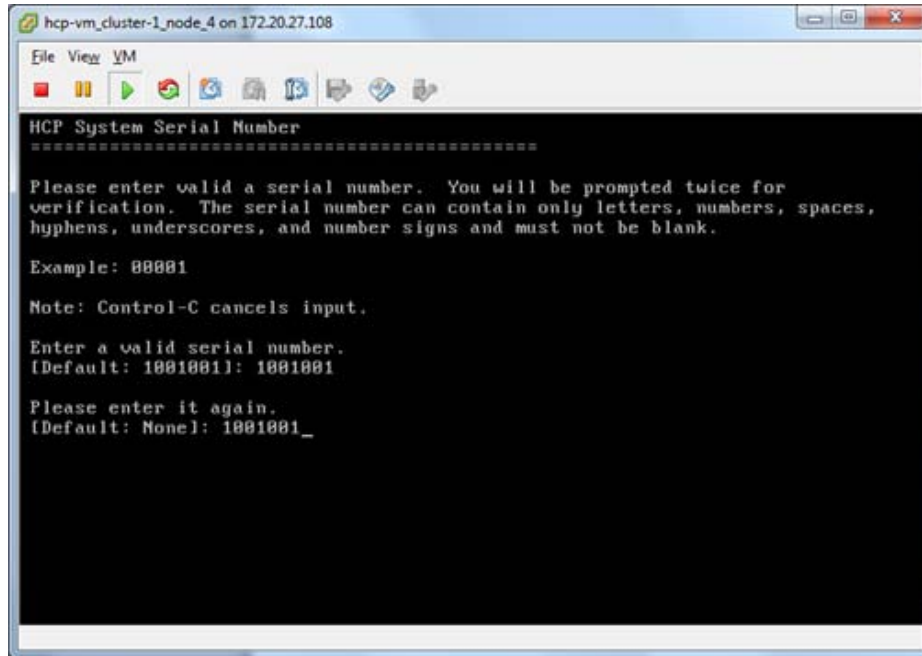 hcp-vm_cluster-1_node_4 on 172.20.27.108
File View VM
HCP System Serial Number
=============================================
Please enter valid a serial number.  You will be prompted twice for
verification.  The serial number can contain only letters, numbers, spaces,
hyphens, underscores, and number signs and must not be blank.
Example: 00001
Note: Control-C cancels input.
Enter a valid serial number.
[Default: 1001001]: 1001001
Please enter it again.
[Default: None]: 1001001_